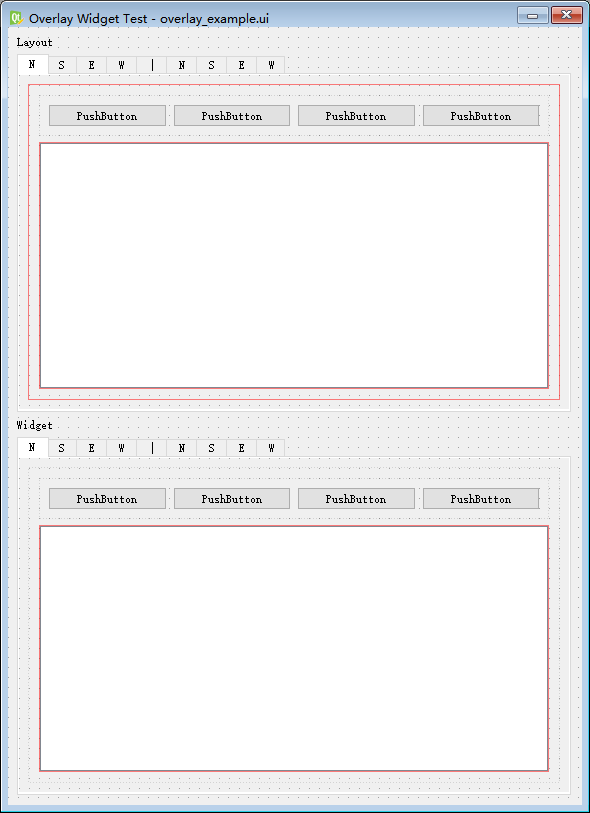 Overlay Widget Test - overlay_example.ui
Layout
N S E W | N S E W
PushButton PushButton PushButton PushButton
Widget
N S E W | N S E W
PushButton PushButton PushButton PushButton